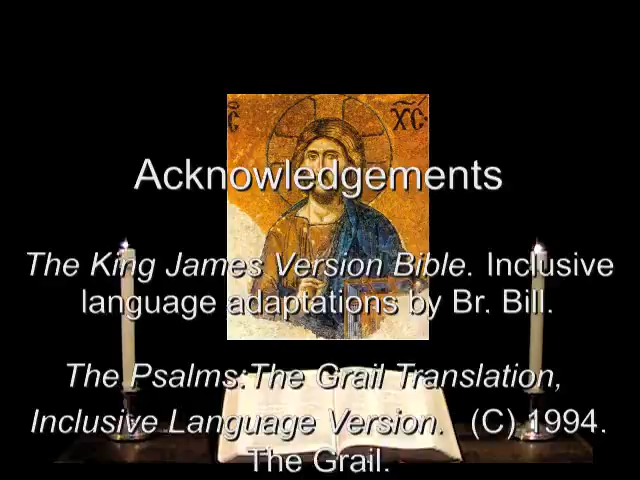 C
XC
Acknowledgements
The King James Version Bible. Inclusive
language adaptations by Br. Bill.
The Psalms:The Grail Translation,
Inclusive Language Version. (C) 1994.
The Grail.